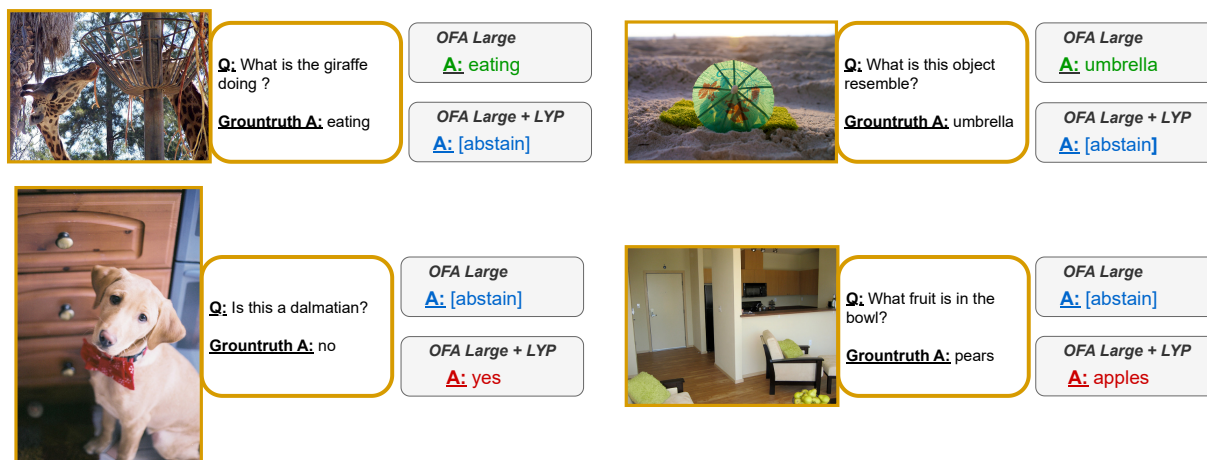 OFA Large
A: eating
Q: What is the giraffe
doing ?
Grountruth A: eating
OFA Large + LYP
A: [abstain]
OFA Large
A: umbrella
Q: What is this object
resemble?
Grountruth A: umbrella
OFA Large + LYP
A: [abstain]
OFA Large
A: [abstain]
Q: Is this a dalmatian?
Grountruth A: no
OFA Large + LYP
A: yes
OFA Large
A: [abstain]
Q: What fruit is in the
bowl?
Grountruth A: pears
OFA Large + LYP
A: apples